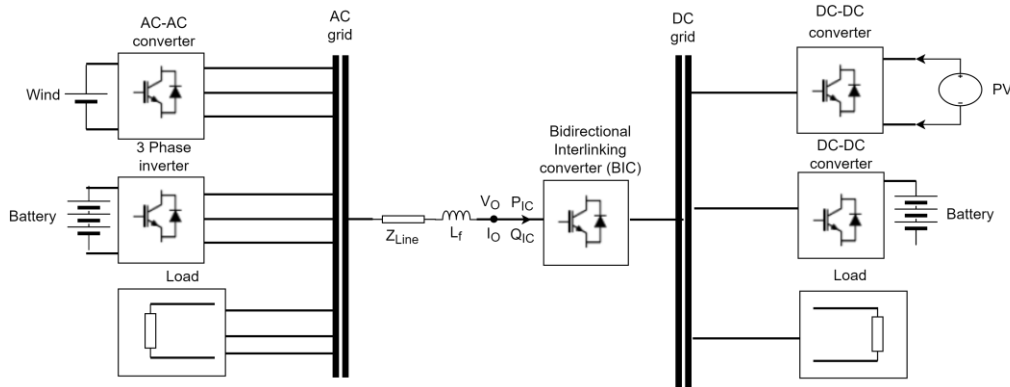 AC-AC
converter
Wind
3 Phase
inverter
Battery
Load
AC
grid
Z_Line
L_f
V_O
I_O
P_IC
Q_IC
Bidirectional
Interlinking
converter (BIC)
DC
grid
DC-DC
converter
+
-
PV
DC-DC
converter
Battery
Load